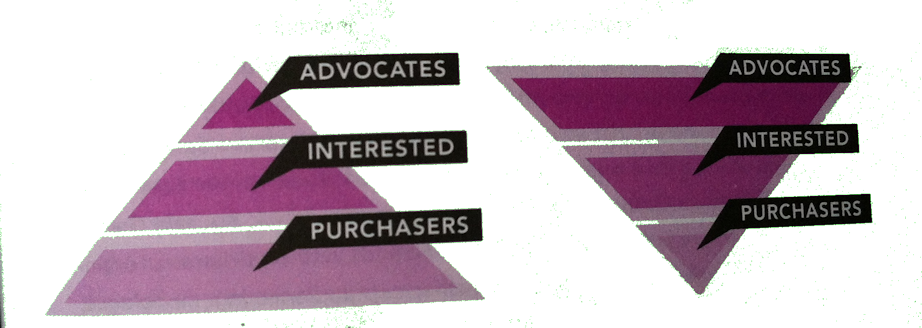 ADVOCATES
INTERESTED
PURCHASERS
ADVOCATES
INTERESTED
PURCHASERS